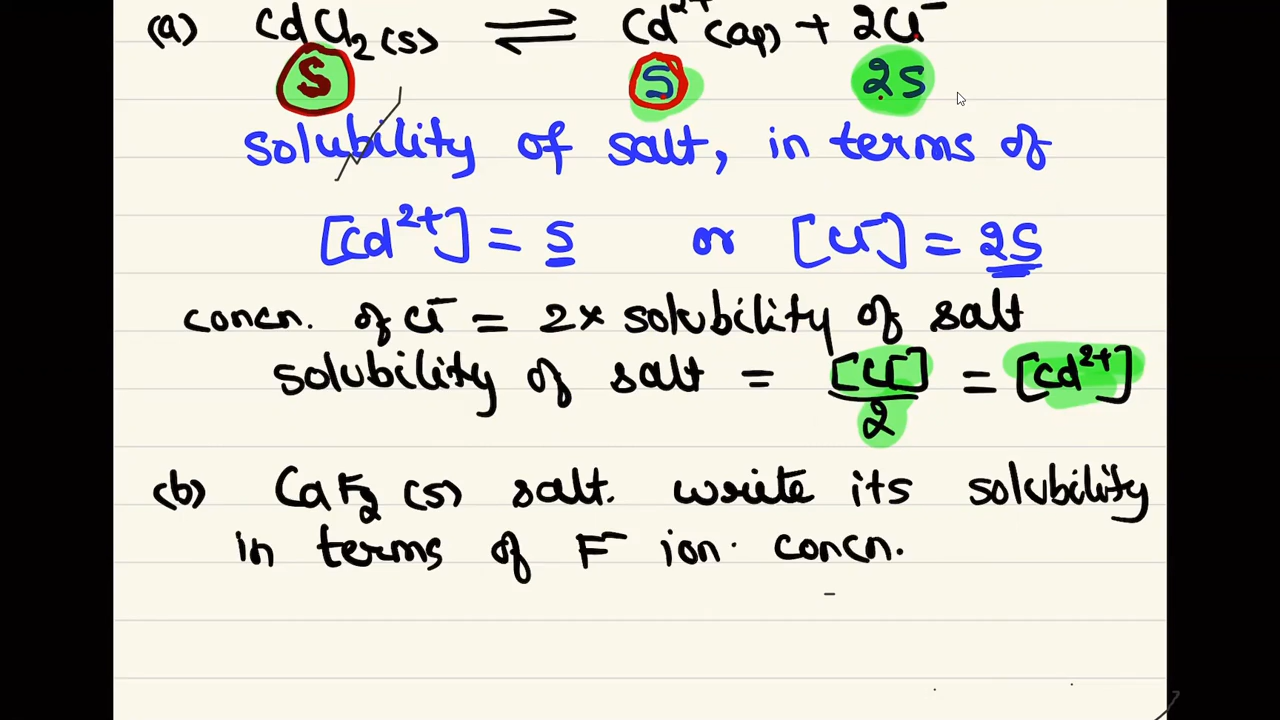 (a) CdCl₂(s) ⇌ Cd²⁺(aq) + 2Cl⁻
S S 2S
solubility of salt, in terms of
[Cd²⁺] = S or [Cl⁻] = 2S
concn. of Cl⁻ = 2× solubility of salt
solubility of salt = [Cl⁻]/2 = [Cd²⁺]
(b) CaF₂(s) salt. write its solubility
in terms of F⁻ ion. concn.